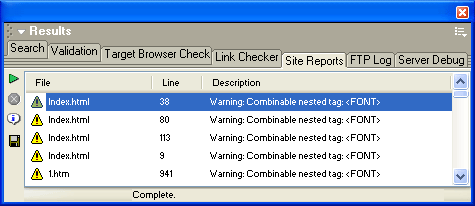 Results
Search Validation Target Browser Check Link Checker Site Reports FTP Log Server Debug
File Line Description
Index.html 38 Warning: Combinable nested tag: <FONT>
Index.html 80 Warning: Combinable nested tag: <FONT>
Index.html 113 Warning: Combinable nested tag: <FONT>
Index.html 9 Warning: Combinable nested tag: <FONT>
1.htm 941 Warning: Combinable nested tag: <FONT>
Complete.